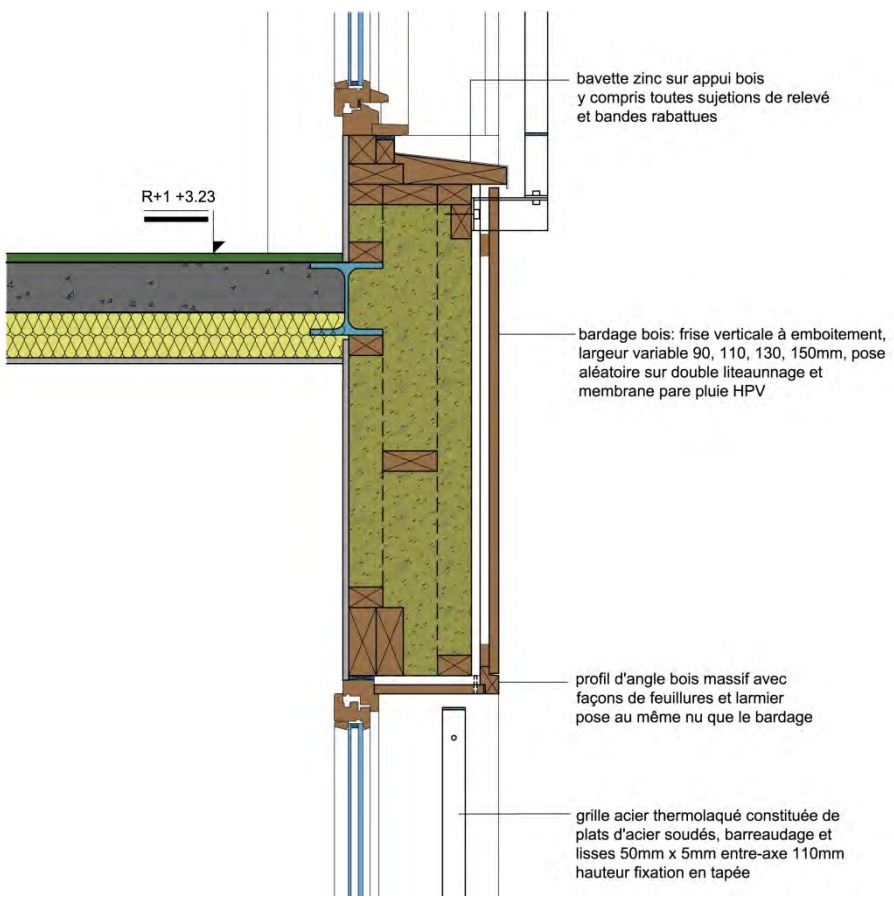 bavette zinc sur appui bois
y compris toutes sujetions de relevé
et bandes rabattues
R+1 +3.23
bardage bois: frise verticale à emboitement,
largeur variable 90, 110, 130, 150mm, pose
aléatoire sur double liteaunnage et
membrane pare pluie HPV
profil d'angle bois massif avec
façons de feuillures et larmier
pose au même nu que le bardage
grille acier thermolaqué constituée de
plats d'acier soudés, barreaudage et
lisses 50mm x 5mm entre-axe 110mm
hauteur fixation en tapée